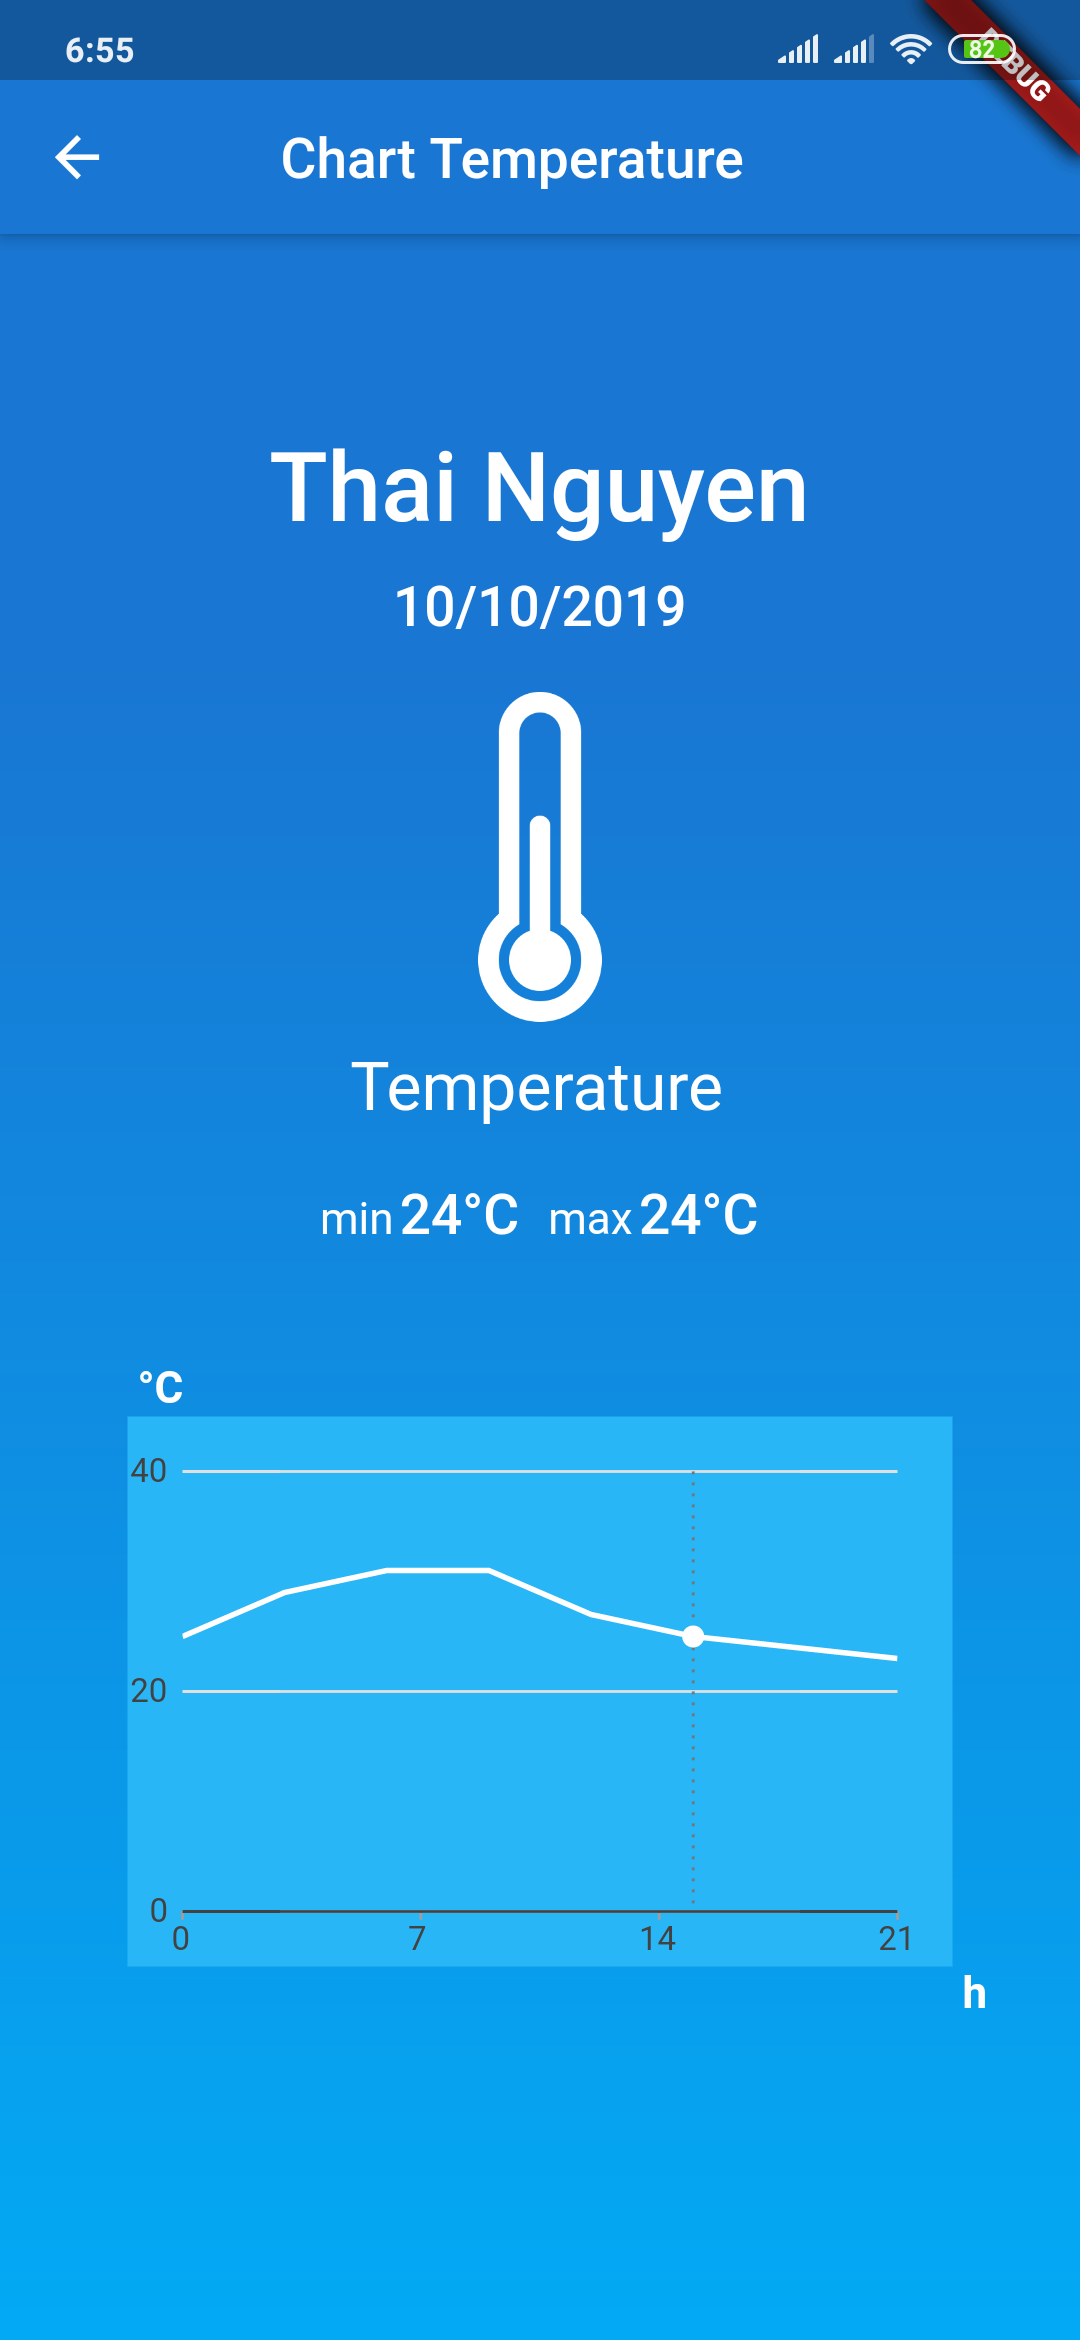 6:55
82
BUG
Chart Temperature
Thai Nguyen
10/10/2019
Temperature
min 24°C max 24°C
°C
40
20
0
0 7 14 21
h